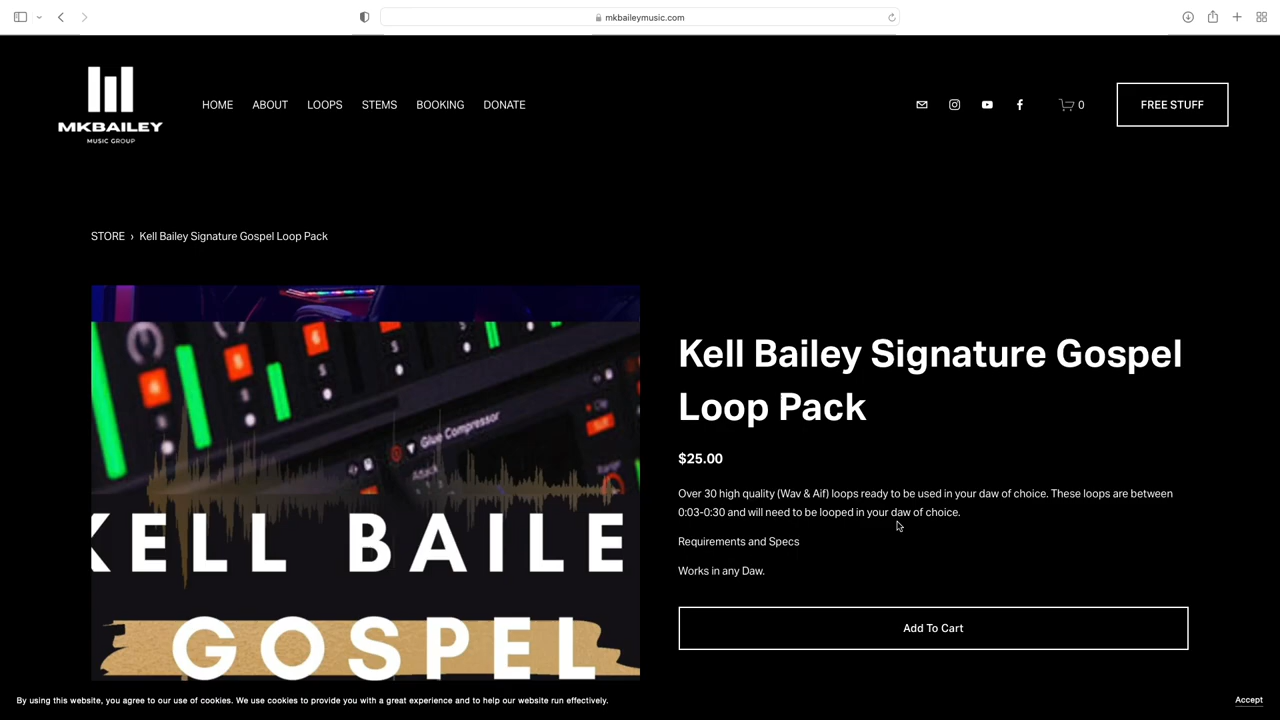 mkbaileymusic.com
MKBAILEY
MUSIC GROUP
HOME ABOUT LOOPS STEMS BOOKING DONATE
0
FREE STUFF
STORE › Kell Bailey Signature Gospel Loop Pack
S
S
S
Glue Compressor
Attack
Range
KELL BAILE
GOSPEL
Kell Bailey Signature Gospel
Loop Pack
$25.00
Over 30 high quality (Wav & Aif) loops ready to be used in your daw of choice. These loops are between
0:03-0:30 and will need to be looped in your daw of choice.
Requirements and Specs
Works in any Daw.
Add To Cart
By using this website, you agree to our use of cookies. We use cookies to provide you with a great experience and to help our website run effectively.
Accept